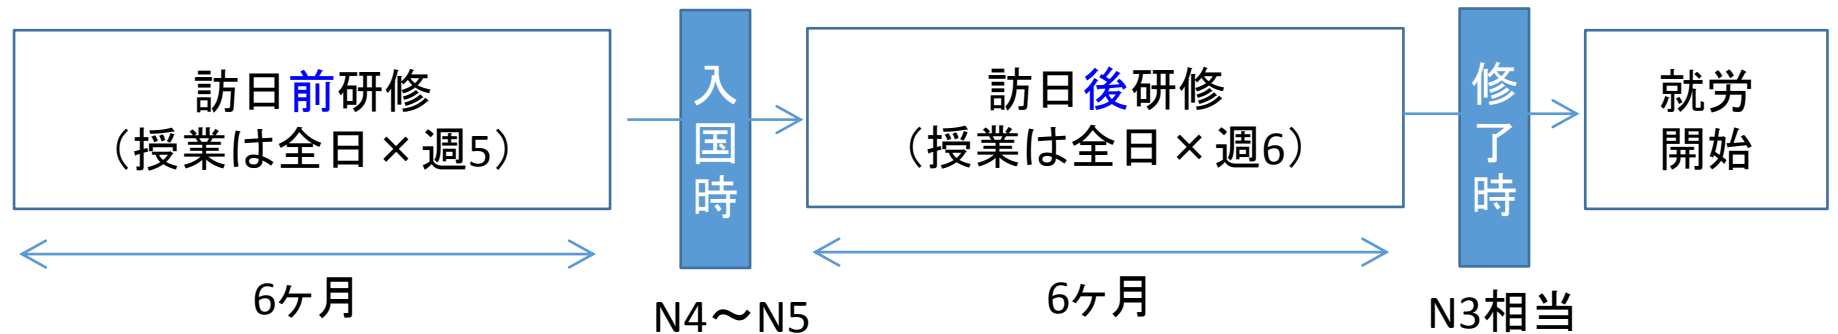 訪日前研修
（授業は全日×週5）
6ヶ月
入国時
N4～N5
訪日後研修
（授業は全日×週6）
6ヶ月
修了時
N3相当
就労
開始